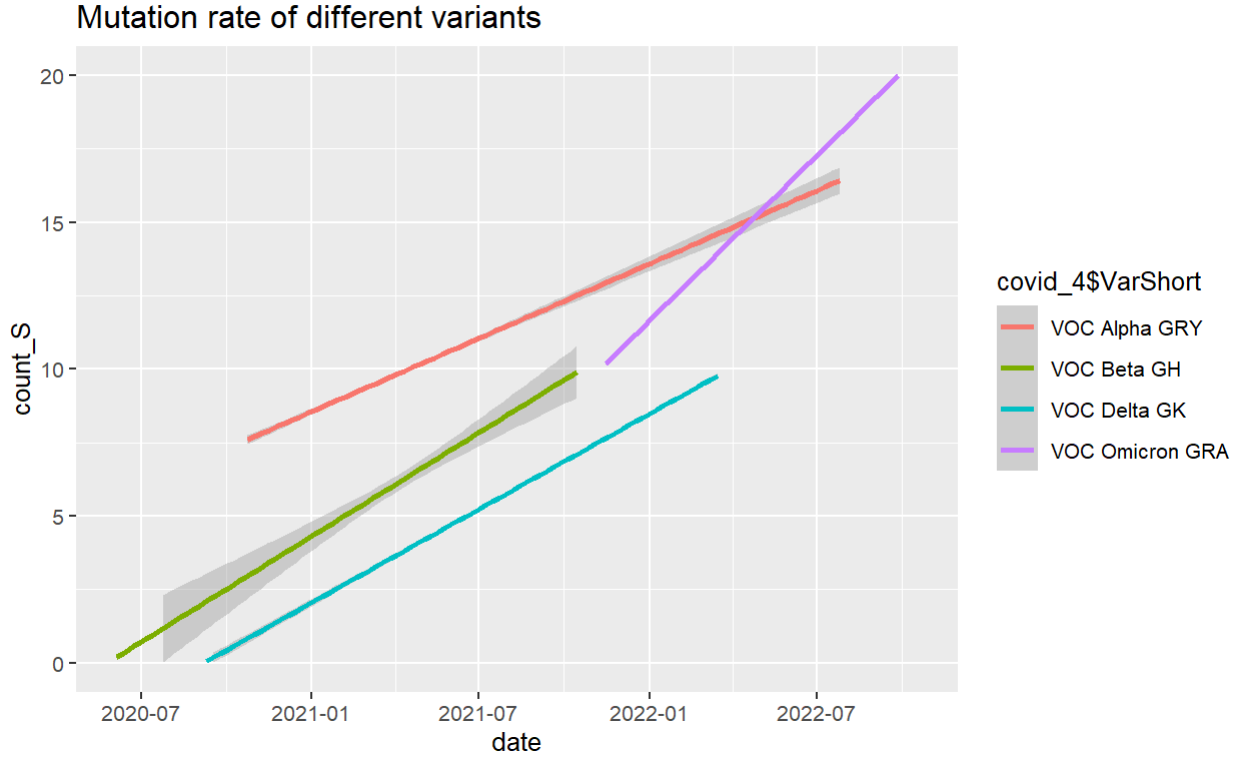 Mutation rate of different variants
20
15
10
5
0
count_S
2020-07 2021-01 2021-07 2022-01 2022-07
date
covid_4$VarShort
VOC Alpha GRY
VOC Beta GH
VOC Delta GK
VOC Omicron GRA